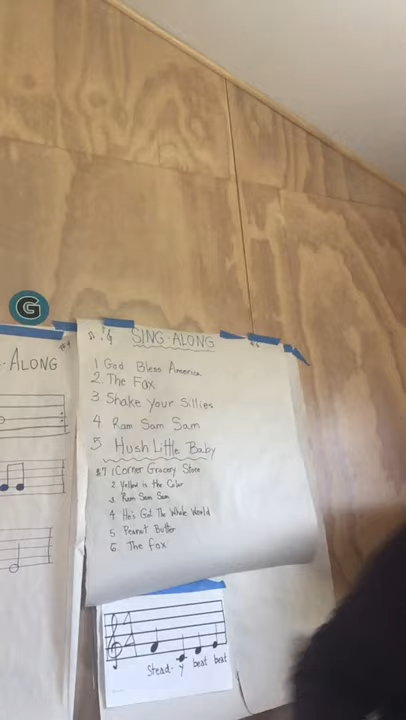 G
-ALONG
SING-ALONG
1 God Bless America
2. The Fox
3 Shake Your Sillies
4 Ram Sam Sam
5 Hush Little Baby
1 Corner Grocery Store
2 Yellow is the Color
3 Ram Sam Sam
4 He's Got The Whole World
5 Peanut Butter
6. The fox
Stead-y beat beat